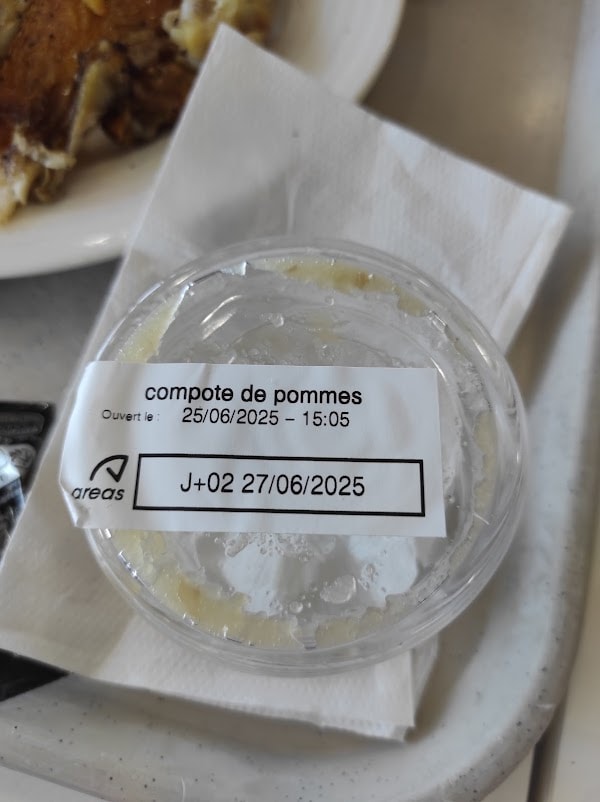 compote de pommes
Ouvert le : 25/06/2025 – 15:05
areas
J+02 27/06/2025